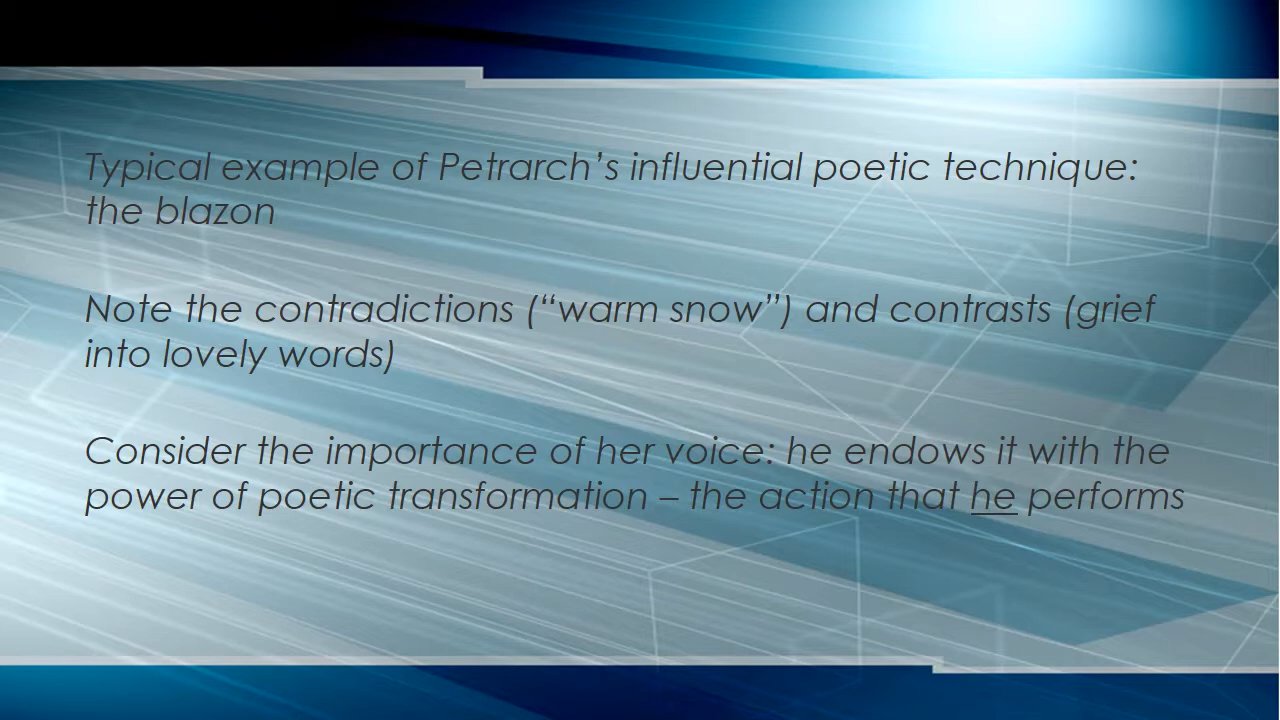 Typical example of Petrarch’s influential poetic technique:
the blazon
Note the contradictions (“warm snow”) and contrasts (grief
into lovely words)
Consider the importance of her voice: he endows it with the
power of poetic transformation – the action that he performs